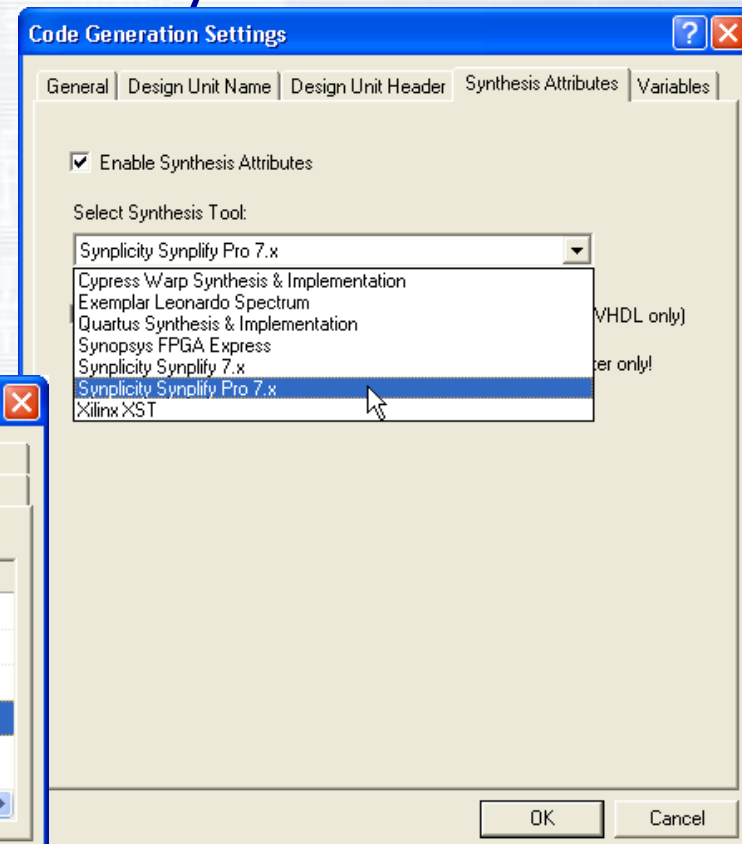 Code Generation Settings
General Design Unit Name Design Unit Header Synthesis Attributes Variables
Enable Synthesis Attributes
Select Synthesis Tool:
Synplicity Synplify Pro 7.x
Cypress Warp Synthesis & Implementation
Exemplar Leonardo Spectrum
Quartus Synthesis & Implementation
VHDL only)
Synopsys FPGA Express
Synplicity Synplify 7.x
only!
Synplicity Synplify Pro 7.x
Xilinx XST
OK Cancel